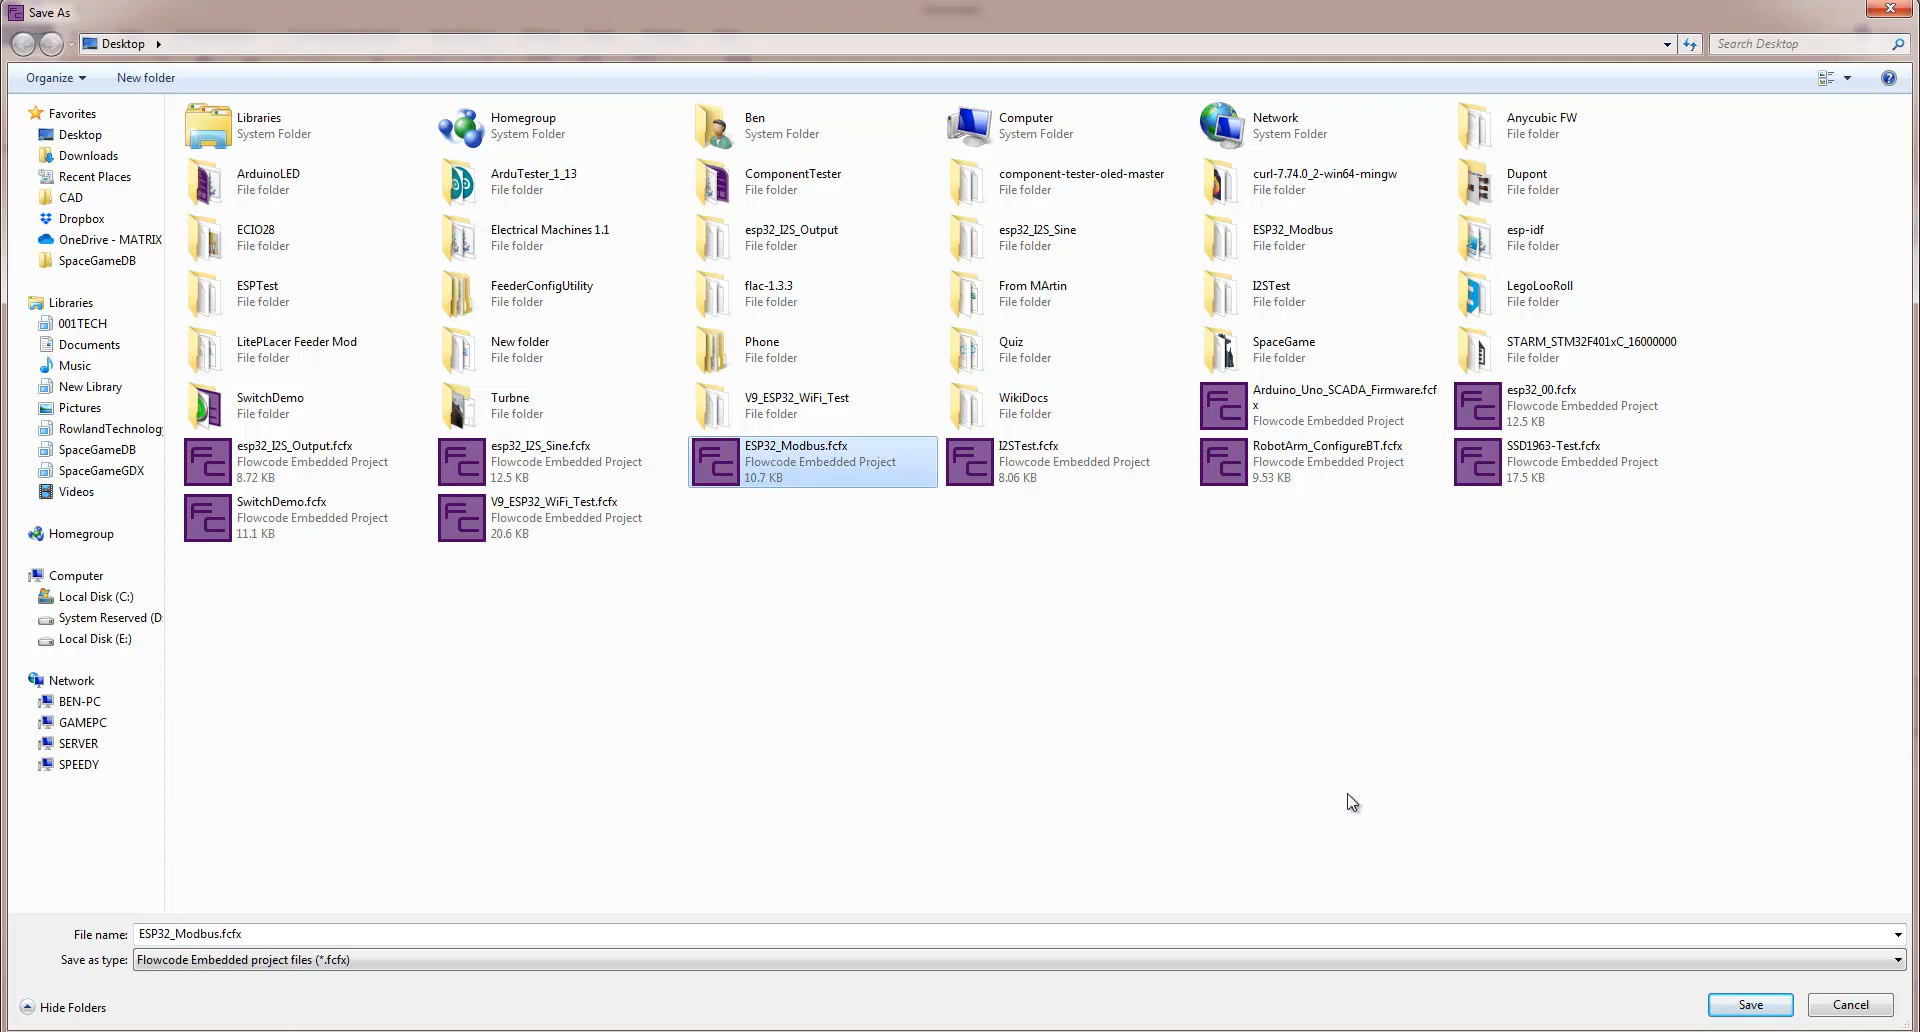 Save As
Desktop
Search Desktop
Organize
New folder
Favorites
Desktop
Downloads
Recent Places
CAD
Dropbox
OneDrive - MATRIX
SpaceGameDB
Libraries
001TECH
Documents
Music
New Library
Pictures
RowlandTechnolog
SpaceGameDB
SpaceGameGDX
Videos
Homegroup
Computer
Local Disk (C:)
System Reserved (D:
Local Disk (E:)
Network
BEN-PC
GAMEPC
SERVER
SPEEDY
Libraries
System Folder
Homegroup
System Folder
Ben
System Folder
Computer
System Folder
Network
System Folder
Anycubic FW
File folder
ArduinoLED
File folder
ArduTester_1_13
File folder
ComponentTester
File folder
component-tester-oled-master
File folder
curl-7.74.0_2-win64-mingw
File folder
Dupont
File folder
ECIO28
File folder
Electrical Machines 1.1
File folder
esp32_I2S_Output
File folder
esp32_I2S_Sine
File folder
ESP32_Modbus
File folder
esp-idf
File folder
ESPTest
File folder
FeederConfigUtility
File folder
flac-1.3.3
File folder
From MArtin
File folder
I2STest
File folder
LegoLooRoll
File folder
LitePLacer Feeder Mod
File folder
New folder
File folder
Phone
File folder
Quiz
File folder
SpaceGame
File folder
STARM_STM32F401xC_16000000
File folder
SwitchDemo
File folder
Turbne
File folder
V9_ESP32_WiFi_Test
File folder
WikiDocs
File folder
Arduino_Uno_SCADA_Firmware.fcf
x
Flowcode Embedded Project
esp32_00.fcfx
Flowcode Embedded Project
12.5 KB
esp32_I2S_Output.fcfx
Flowcode Embedded Project
8.72 KB
esp32_I2S_Sine.fcfx
Flowcode Embedded Project
12.5 KB
ESP32_Modbus.fcfx
Flowcode Embedded Project
10.7 KB
I2STest.fcfx
Flowcode Embedded Project
8.06 KB
RobotArm_ConfigureBT.fcfx
Flowcode Embedded Project
9.53 KB
SSD1963-Test.fcfx
Flowcode Embedded Project
17.5 KB
SwitchDemo.fcfx
Flowcode Embedded Project
11.1 KB
V9_ESP32_WiFi_Test.fcfx
Flowcode Embedded Project
20.6 KB
File name: ESP32_Modbus.fcfx
Save as type: Flowcode Embedded project files (*.fcfx)
Hide Folders
Save
Cancel